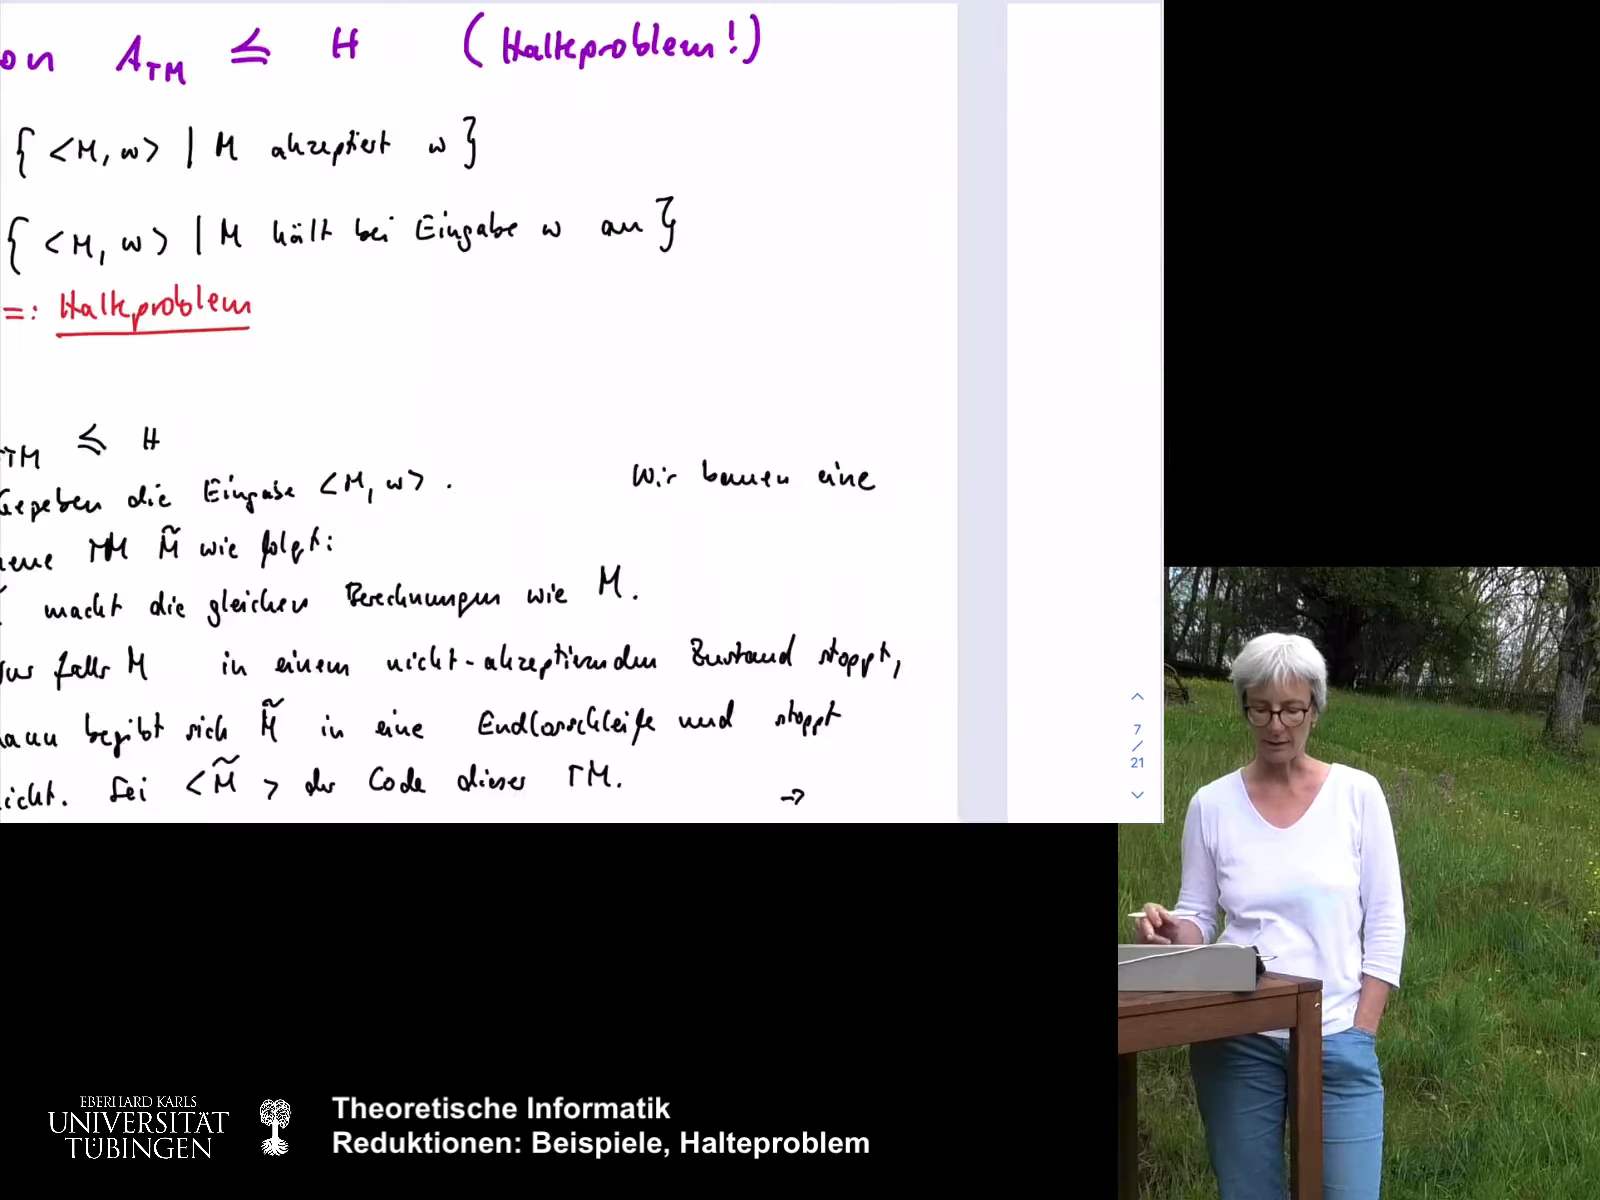 on A_TM ≤ H (Halteproblem!)
{ <M, w> | M akzeptiert w }
{ <M, w> | M hält bei Eingabe w an }
=: Halteproblem
TM ≤ H
Gegeben die Eingabe <M, w>. Wir bauen eine
neue TM M̃ wie folgt:
macht die gleichen Berechnungen wie M.
Nur falls M in einem nicht-akzeptierenden Zustand stoppt,
dann begibt sich M̃ in eine Endlosschleife und stoppt
nicht. Sei <M̃> der Code dieser TM. →
7
/
21
EBERHARD KARLS
UNIVERSITÄT
TÜBINGEN
Theoretische Informatik
Reduktionen: Beispiele, Halteproblem